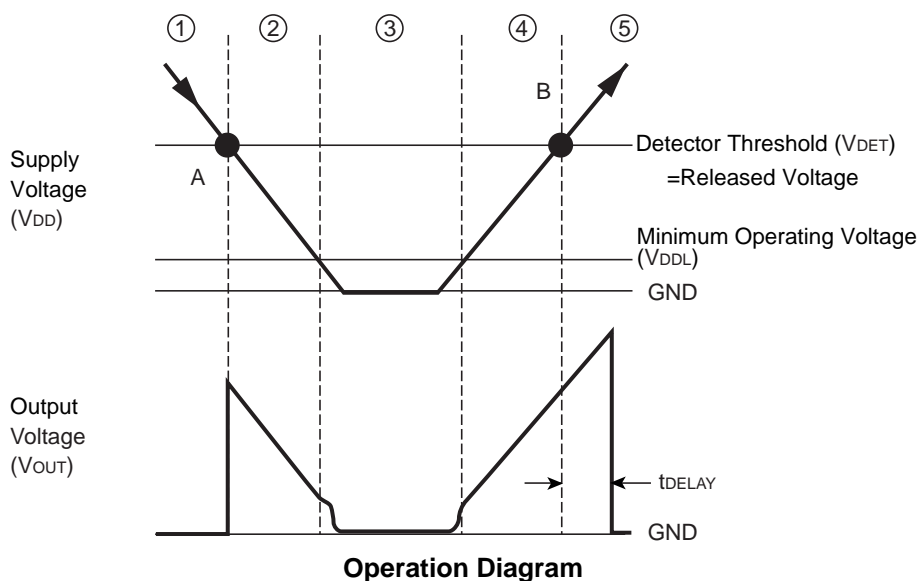 ① ② ③ ④ ⑤
B
Detector Threshold (VDET)
=Released Voltage
Supply
Voltage
(VDD)
A
Minimum Operating Voltage
(VDDL)
GND
Output
Voltage
(VOUT)
tDELAY
GND
Operation Diagram